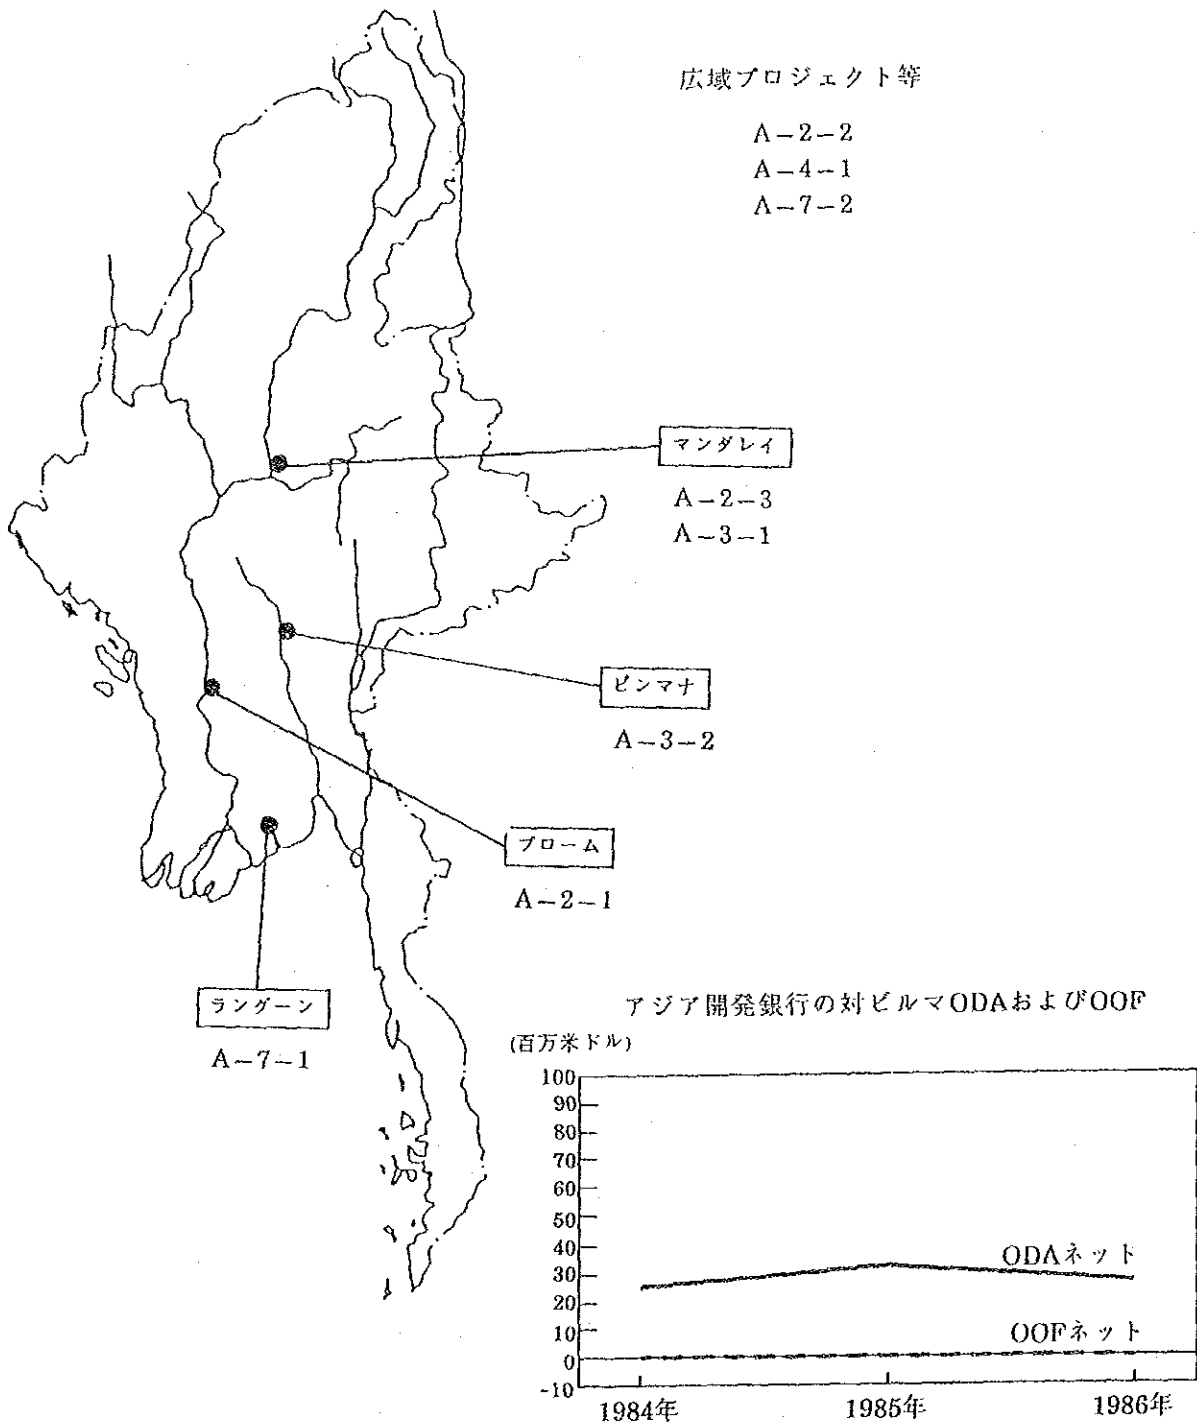 広域プロジェクト等
A-2-2
A-4-1
A-7-2
マンダレイ
A-2-3
A-3-1
ピンマナ
A-3-2
プローム
A-2-1
ラングーン
A-7-1
アジア開発銀行の対ビルマODAおよびOOF
(百万米ドル)
100
90
80
70
60
50
40
30
20
10
0
-10
ODAネット
OOFネット
1984年
1985年
1986年